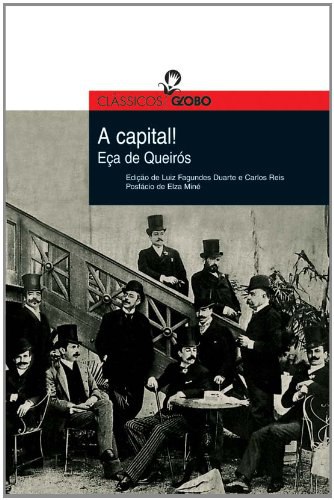 CLÁSSICOS GLOBO
A capital!
Eça de Queirós
Edição de Luiz Fagundes Duarte e Carlos Reis
Posfácio de Elza Miné